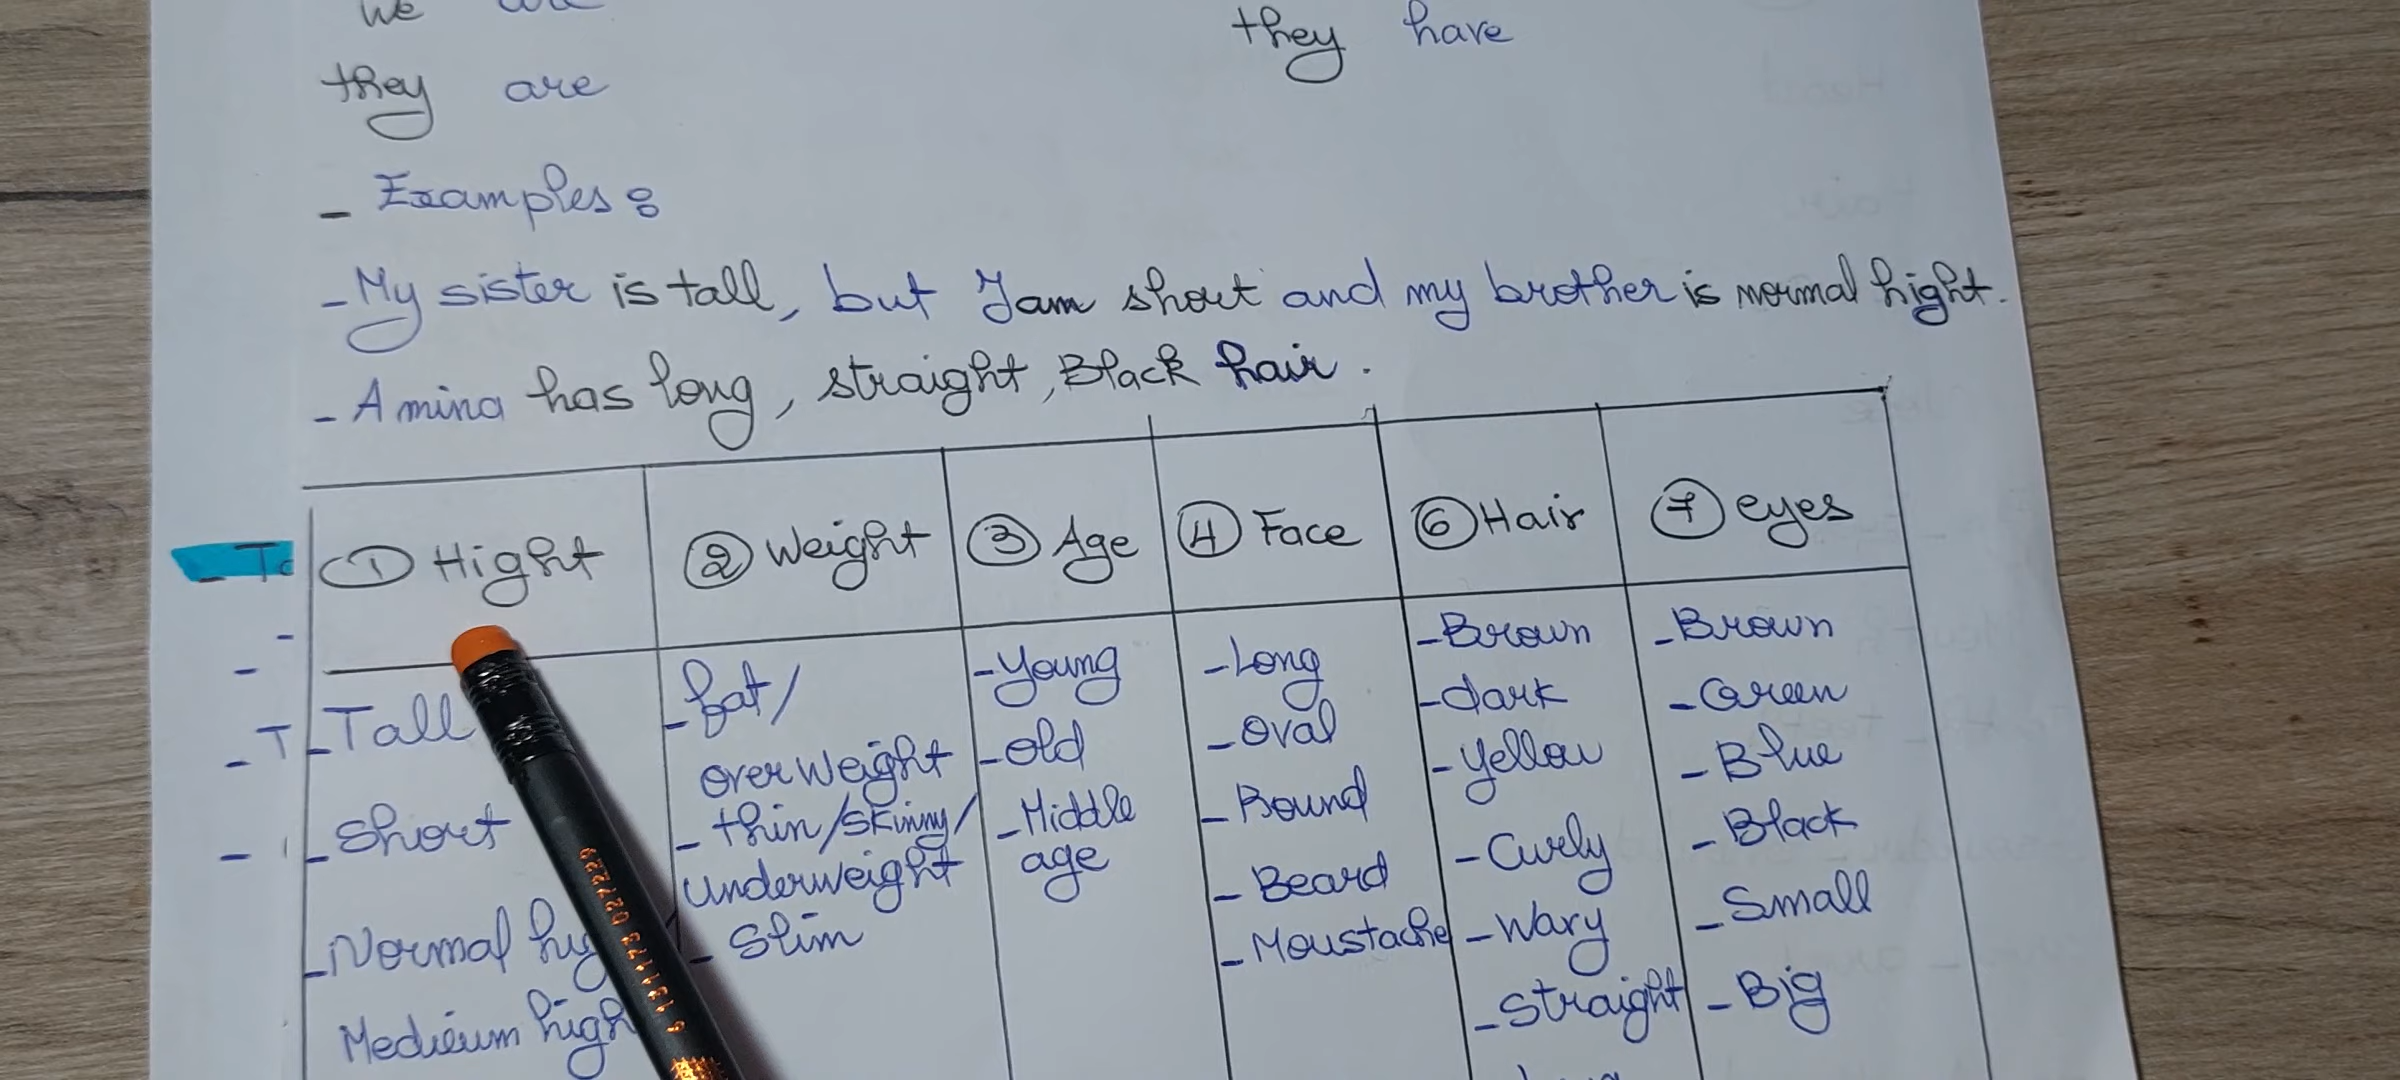 we are
they have
they are
- Examples :
- My sister is tall, but I am short and my brother is normal hight.
- Amina has long, straight, Black hair.
① Hight ② Weight ③ Age ④ Face ⑥ Hair ⑦ eyes
- Tall
- Short
- Normal
Medieum
- fat /
overweight
- thin / skinny /
underweight
- Slim
- Young
- Old
- Middle
age
- Long
- Oval
- Round
- Beard
- Moustache
- Brown
- dark
- yellow
- Curly
- Wavy
- Straight
- Brown
- Green
- Blue
- Black
- Small
- Big